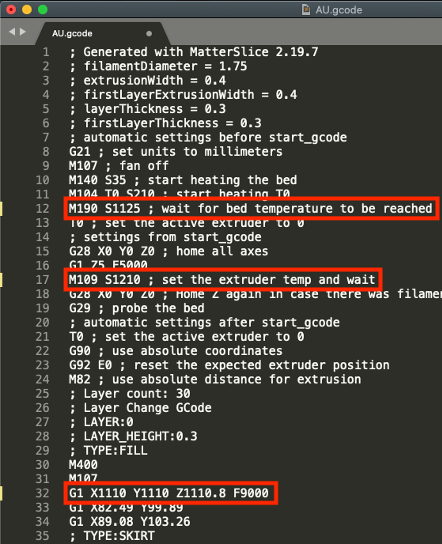 AU.gcode
AU.gcode
1 ; Generated with MatterSlice 2.19.7
2 ; filamentDiameter = 1.75
3 ; extrusionWidth = 0.4
4 ; firstLayerExtrusionWidth = 0.4
5 ; layerThickness = 0.3
6 ; firstLayerThickness = 0.3
7 ; automatic settings before start_gcode
8 G21 ; set units to millimeters
9 M107 ; fan off
10 M140 S35 ; start heating the bed
11 M104 T0 S210 ; start heating T0
12 M190 S1125 ; wait for bed temperature to be reached
13 T0 ; set the active extruder to 0
14 ; settings from start_gcode
15 G28 X0 Y0 Z0 ; home all axes
16 G1 Z5 F5000
17 M109 S1210 ; set the extruder temp and wait
18 G28 X0 Y0 Z0 ; Home Z again in case there was filame
19 G29 ; probe the bed
20 ; automatic settings after start_gcode
21 T0 ; set the active extruder to 0
22 G90 ; use absolute coordinates
23 G92 E0 ; reset the expected extruder position
24 M82 ; use absolute distance for extrusion
25 ; Layer count: 30
26 ; Layer Change GCode
27 ; LAYER:0
28 ; LAYER_HEIGHT:0.3
29 ; TYPE:FILL
30 M400
31 M107
32 G1 X1110 Y1110 Z1110.8 F9000
33 G1 X82.49 Y99.89
34 G1 X89.08 Y103.26
35 ; TYPE:SKIRT